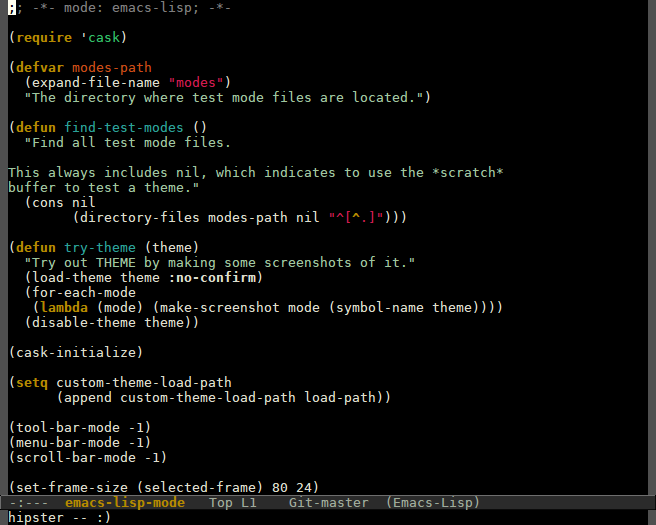 ;; -*- mode: emacs-lisp; -*-

(require 'cask)

(defvar modes-path
  (expand-file-name "modes")
  "The directory where test mode files are located.")

(defun find-test-modes ()
  "Find all test mode files.

This always includes nil, which indicates to use the *scratch*
buffer to test a theme."
  (cons nil
        (directory-files modes-path nil "^[^.]")))

(defun try-theme (theme)
  "Try out THEME by making some screenshots of it."
  (load-theme theme :no-confirm)
  (for-each-mode
   (lambda (mode) (make-screenshot mode (symbol-name theme))))
  (disable-theme theme))

(cask-initialize)

(setq custom-theme-load-path
      (append custom-theme-load-path load-path))

(tool-bar-mode -1)
(menu-bar-mode -1)
(scroll-bar-mode -1)

(set-frame-size (selected-frame) 80 24)
-:---  emacs-lisp-mode   Top L1    Git-master  (Emacs-Lisp)
hipster -- :)